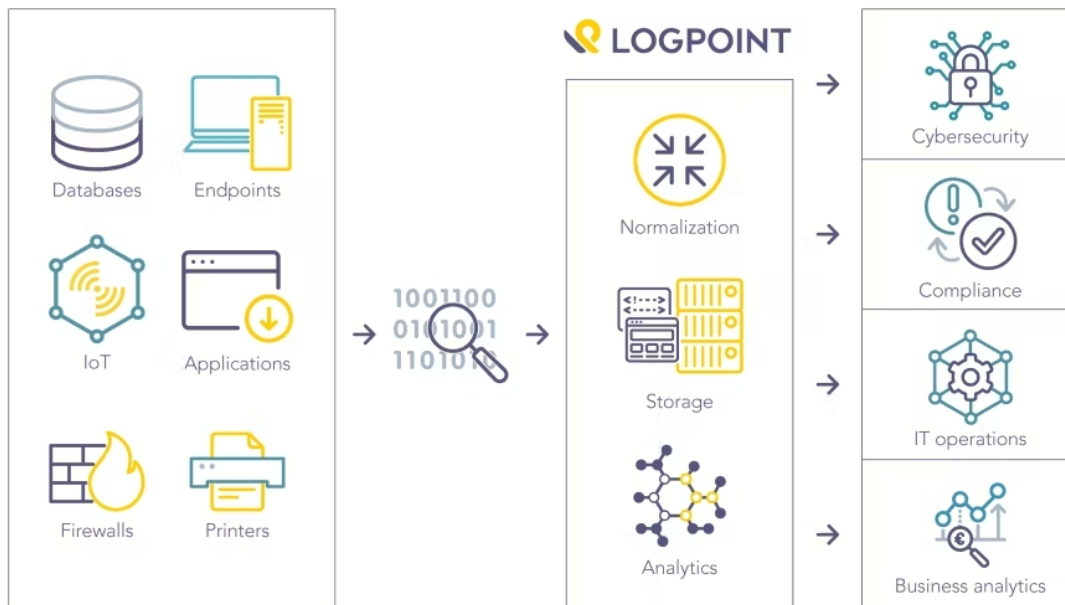 LOGPOINT
Databases
Endpoints
IoT
Applications
Firewalls
Printers
1001100
0101001
1101010
Normalization
Storage
Analytics
Cybersecurity
Compliance
IT operations
Business analytics